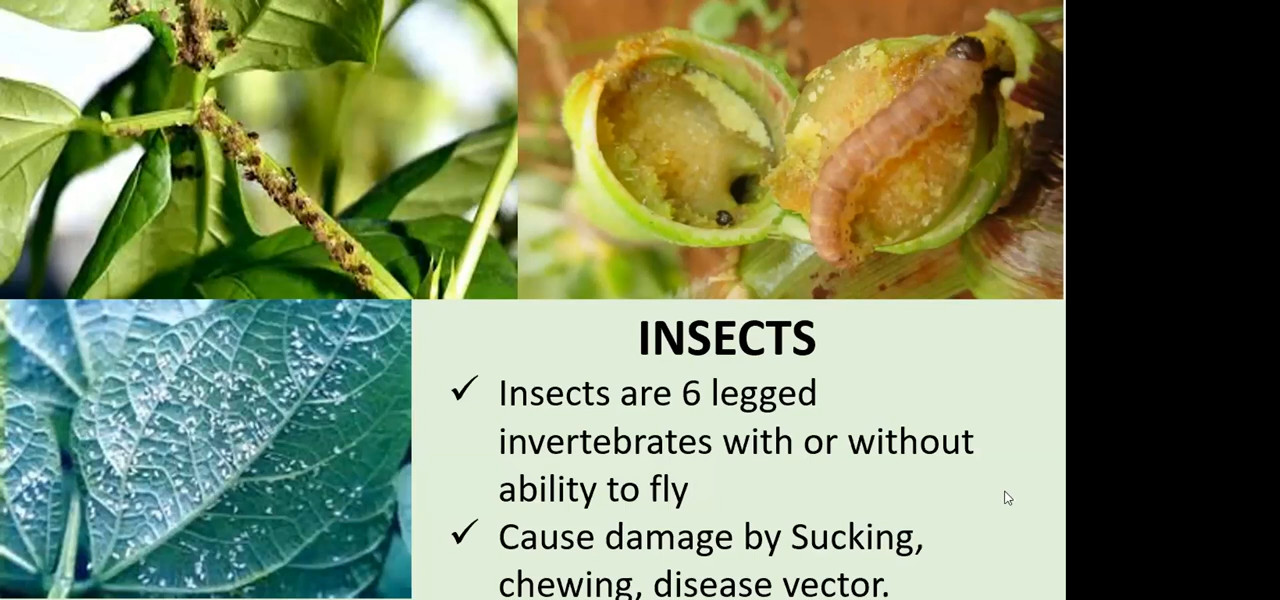 INSECTS
✓ Insects are 6 legged
invertebrates with or without
ability to fly
✓ Cause damage by Sucking,
chewing, disease vector.